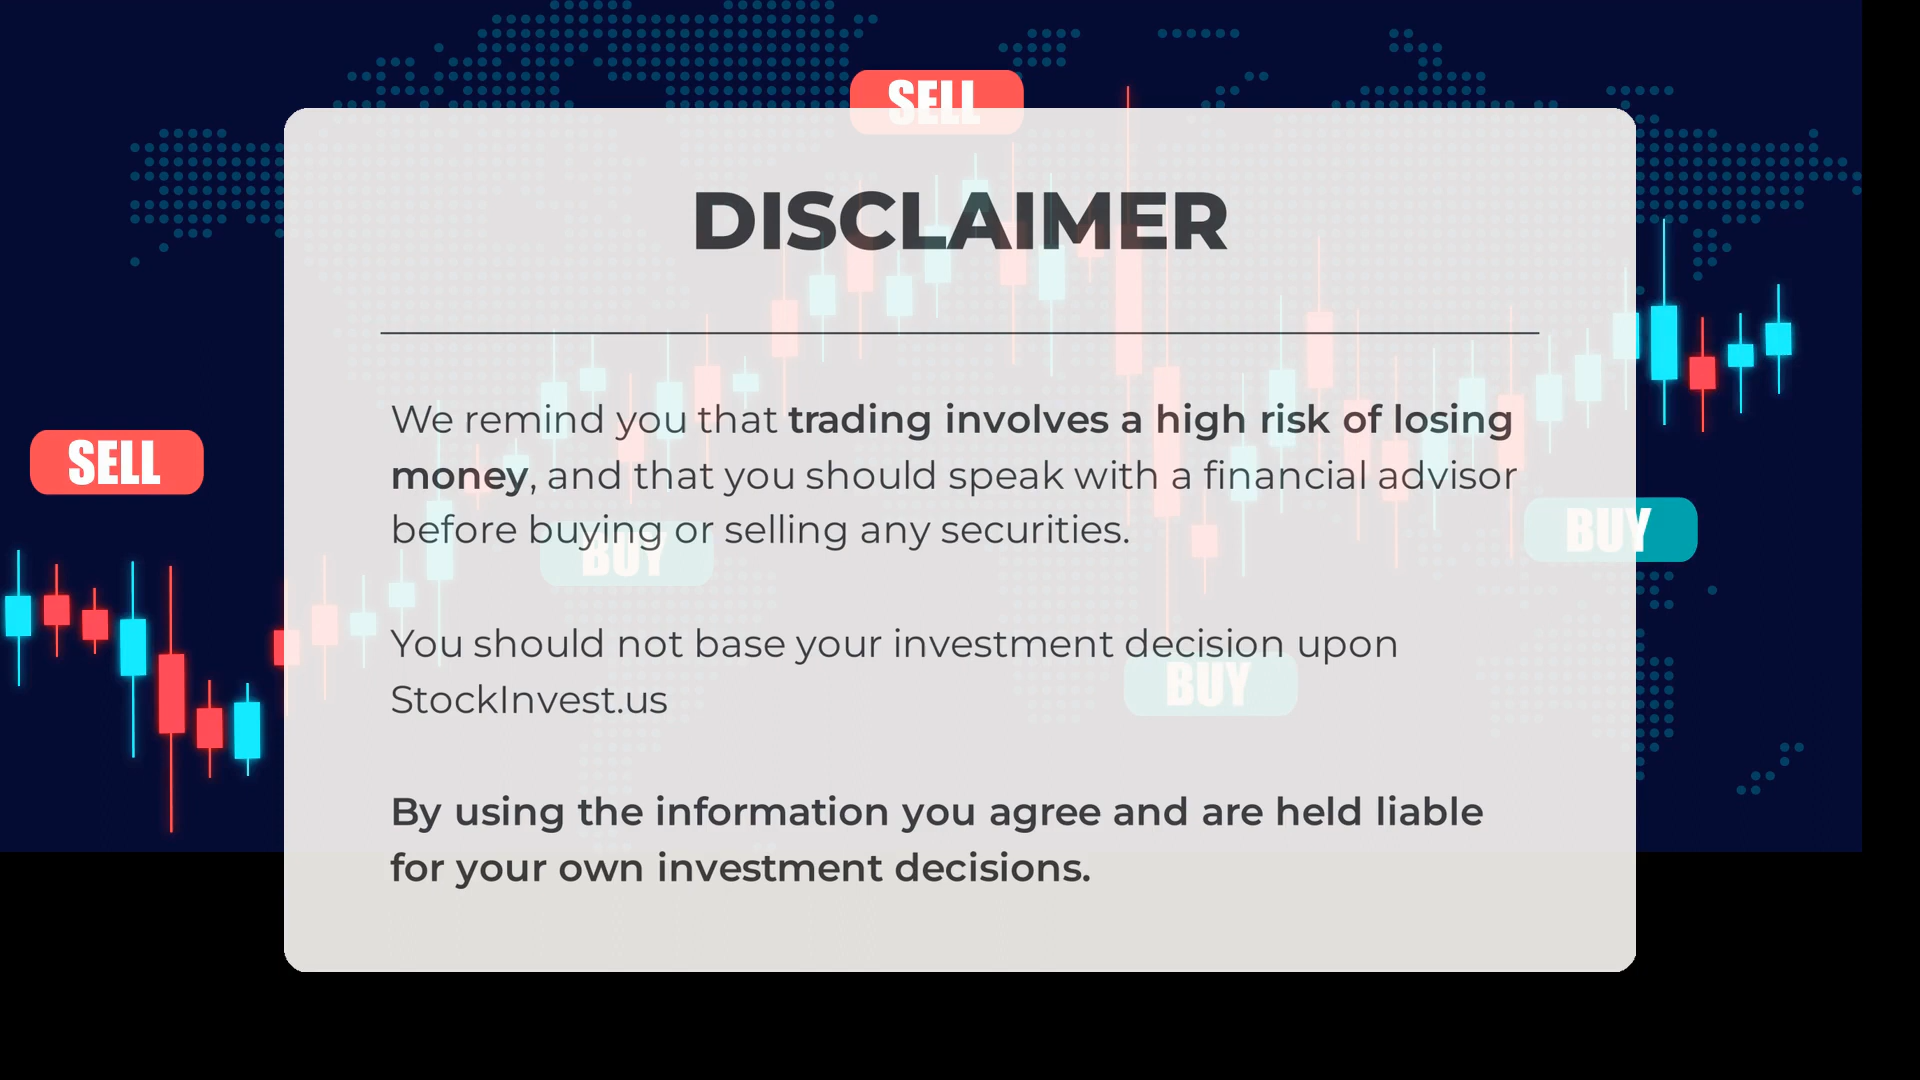 SELL
DISCLAIMER
We remind you that trading involves a high risk of losing
money, and that you should speak with a financial advisor
before buying or selling any securities.
SELL
BUY
BUY
You should not base your investment decision upon
StockInvest.us
BUY
By using the information you agree and are held liable
for your own investment decisions.